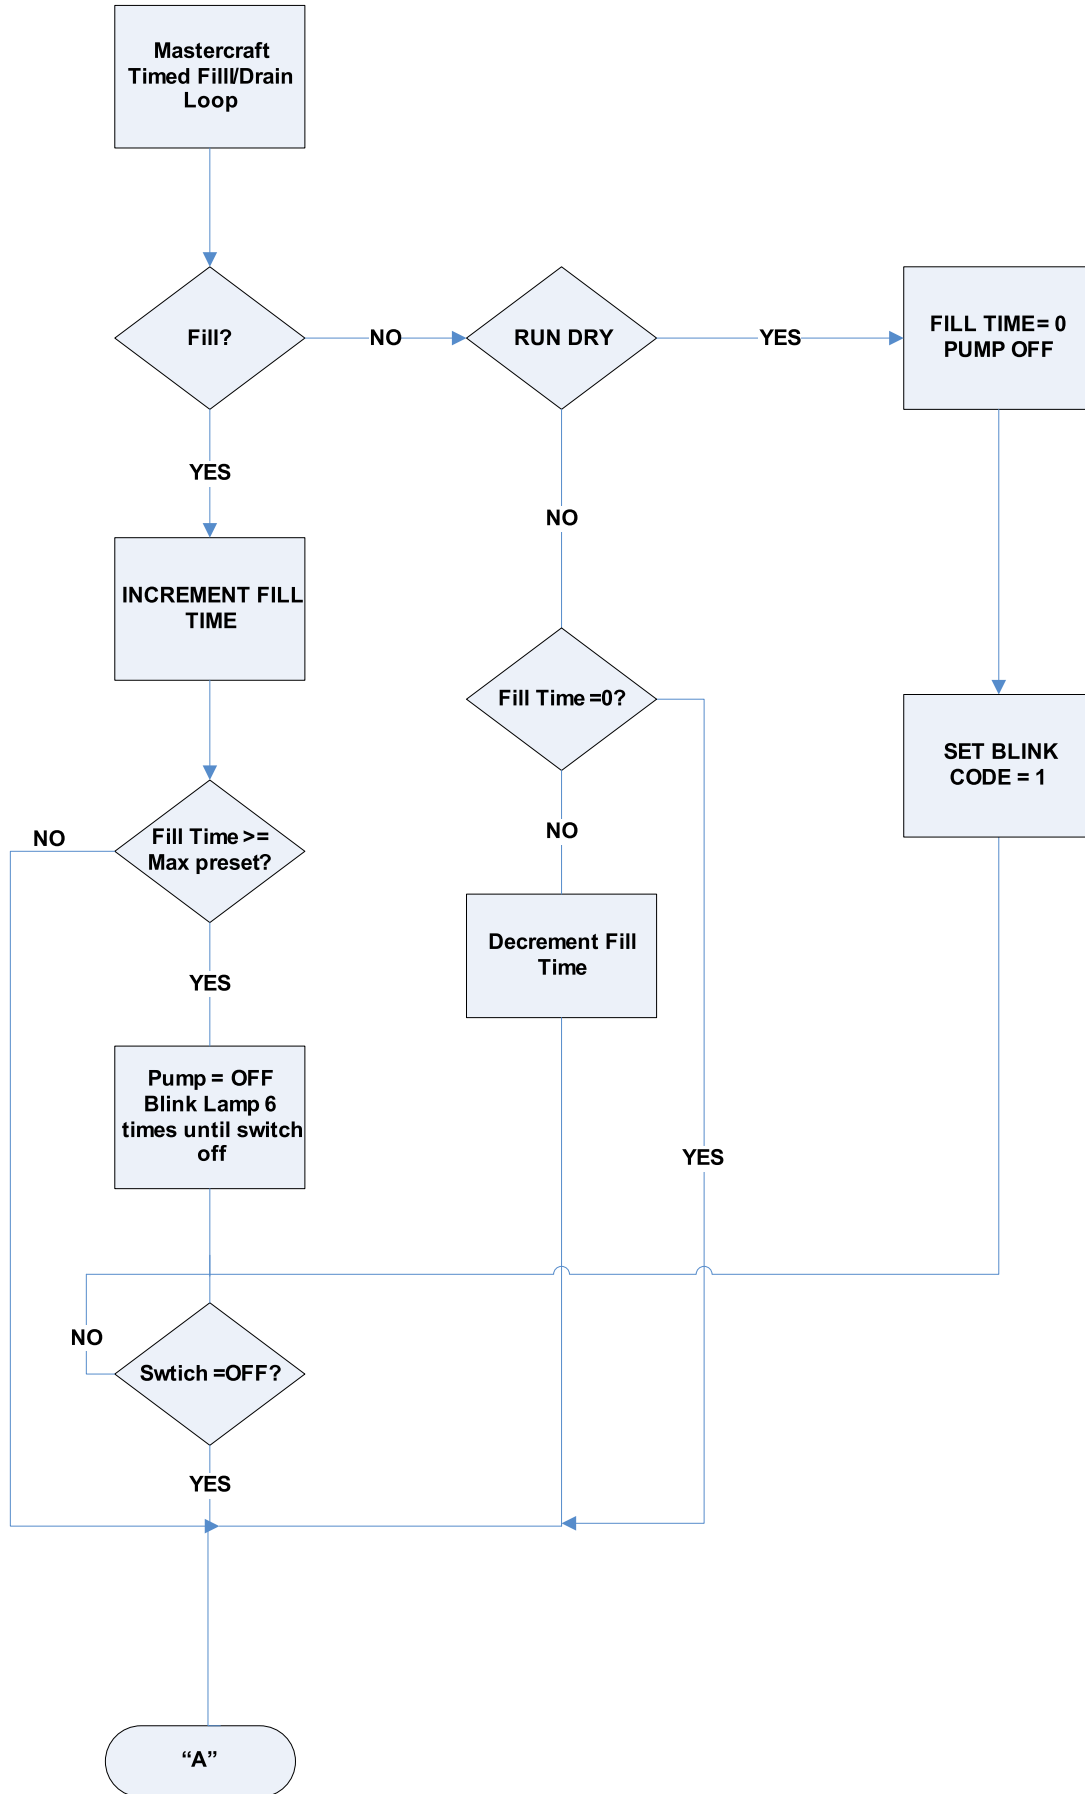 Mastercraft
Timed Filll/Drain
Loop
Fill?
NO
RUN DRY
YES
FILL TIME= 0
PUMP OFF
YES
NO
INCREMENT FILL
TIME
Fill Time =0?
SET BLINK
CODE = 1
NO
Fill Time >=
Max preset?
NO
Decrement Fill
Time
YES
Pump = OFF
Blink Lamp 6
times until switch
off
YES
NO
Swtich =OFF?
YES
“A”